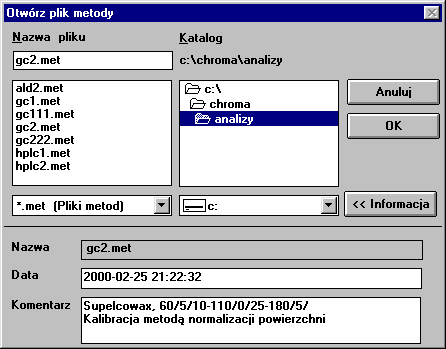 Otwórz plik metody
Nazwa pliku
Katalog
gc2.met
c:\chroma\analizy
ald2.met
gc1.met
gc111.met
gc2.met
gc222.met
hplc1.met
hplc2.met
c:\
chroma
analizy
Anuluj
OK
*.met (Pliki metod)
c:
<< Informacja
Nazwa
gc2.met
Data
2000-02-25 21:22:32
Komentarz
Supelcowax, 60/5/10-110/0/25-180/5/
Kalibracja metodą normalizacji powierzchni